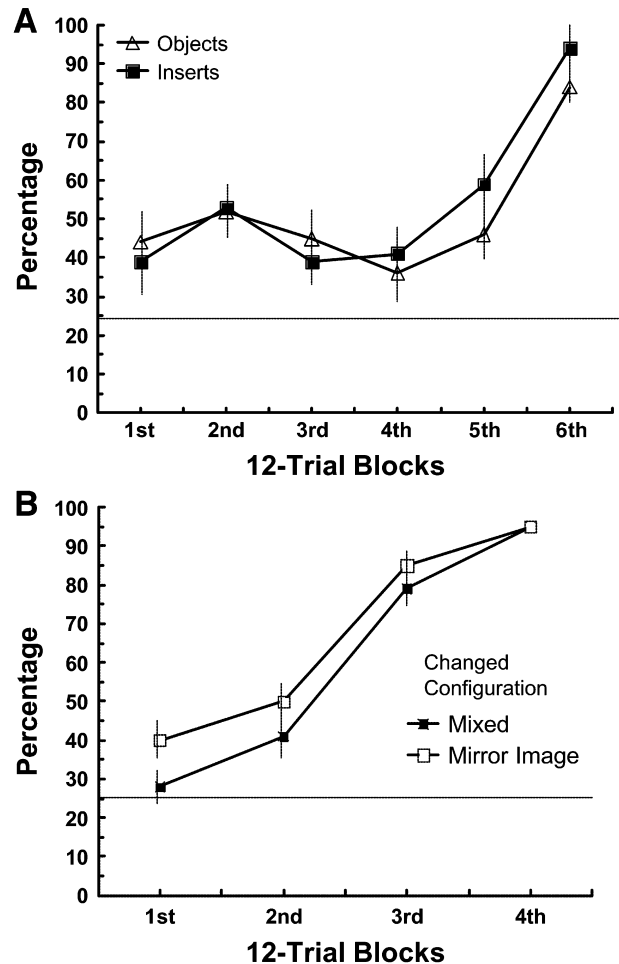 A
100
90
80
70
60
50
40
30
20
10
0
Percentage
Objects
Inserts
1st 2nd 3rd 4th 5th 6th
12-Trial Blocks
B
100
90
80
70
60
50
40
30
20
10
0
Percentage
Changed
Configuration
Mixed
Mirror Image
1st 2nd 3rd 4th
12-Trial Blocks